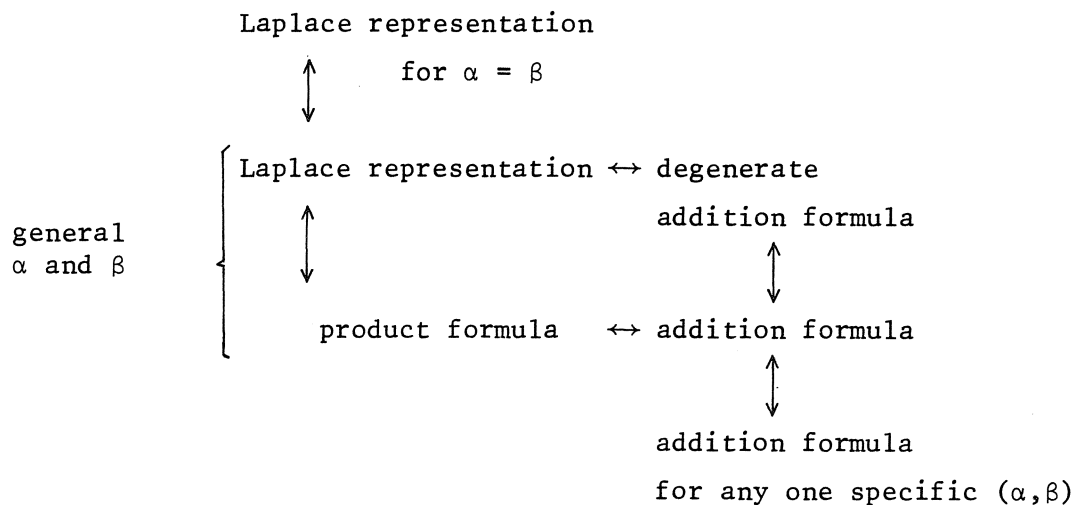 Laplace representation
for α = β
Laplace representation ↔ degenerate
addition formula
general
α and β
product formula ↔ addition formula
addition formula
for any one specific (α,β)